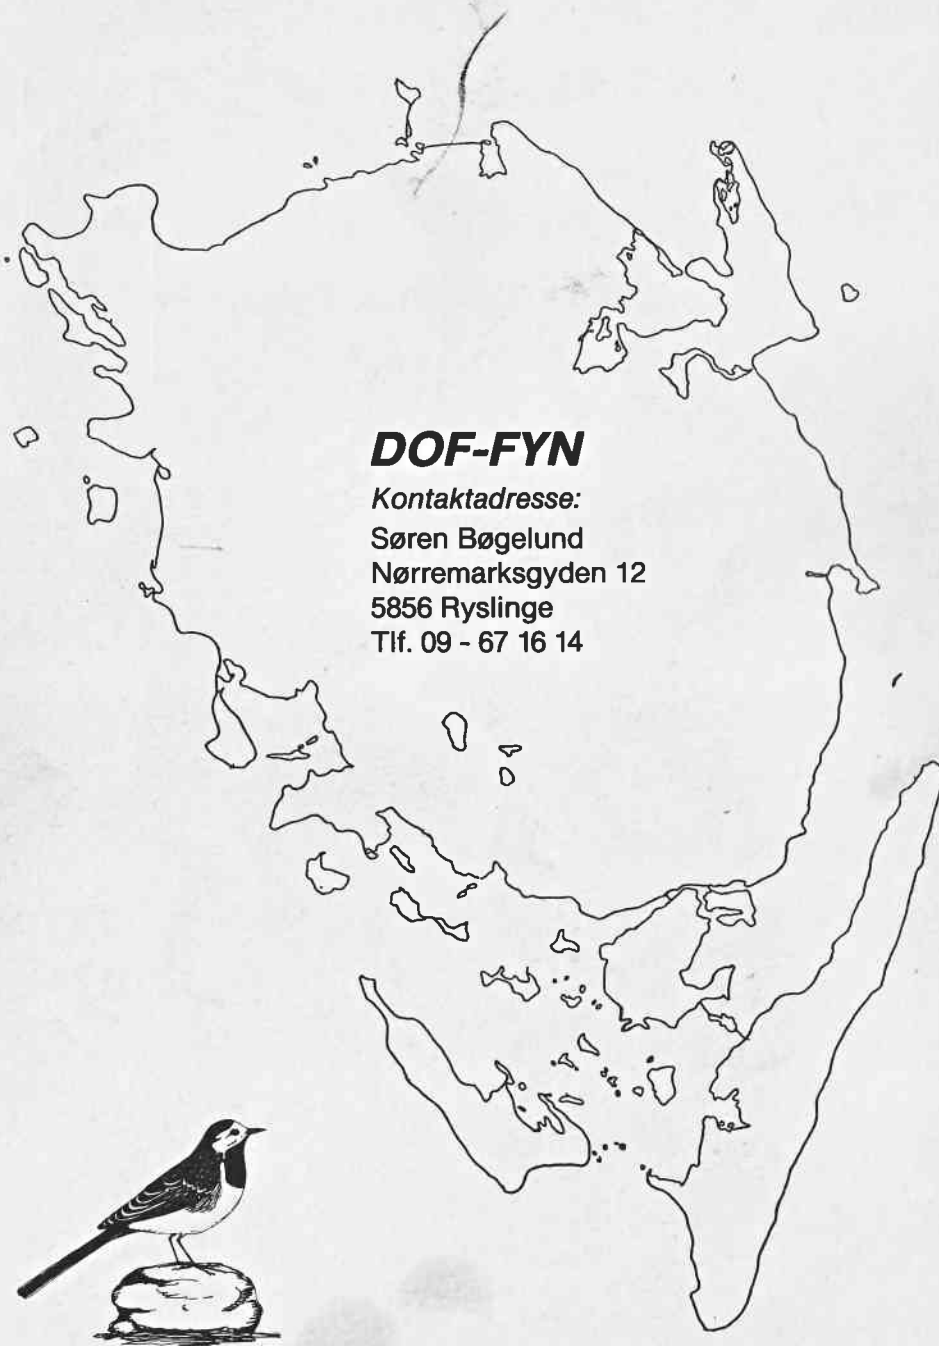 DOF-FYN
Kontaktadresse:
Søren Bøgelund
Nørremarksgyden 12
5856 Ryslinge
Tlf. 09 - 67 16 14